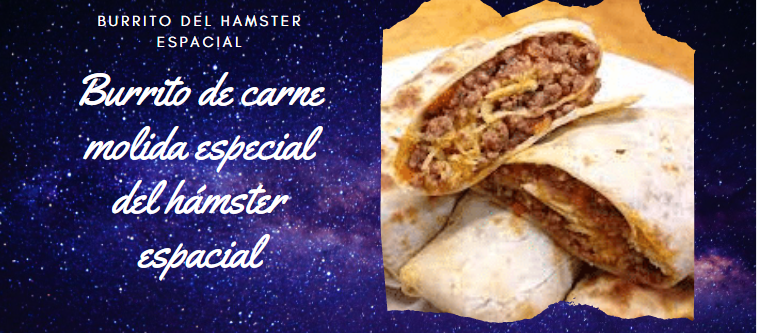 BURRITO DEL HAMSTER
ESPACIAL
Burrito de carne
molida especial
del hámster
espacial